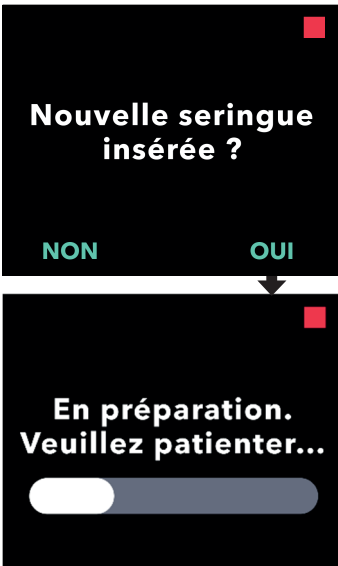 Nouvelle seringue
insérée ?
NON OUI
En préparation.
Veuillez patienter...